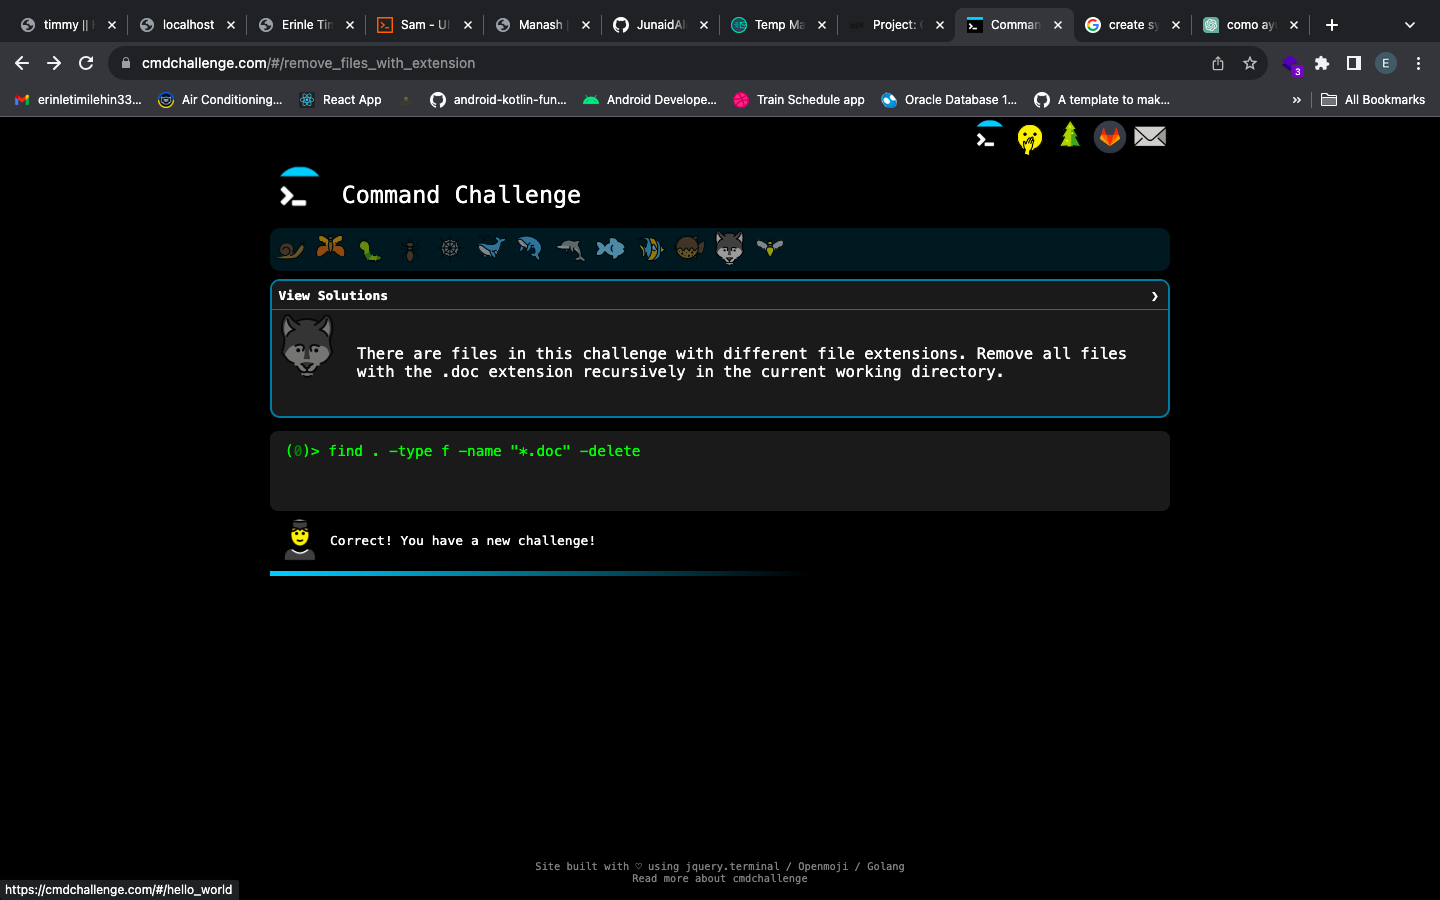 timmy ||
localhost
Erinle Tim
Sam - UI
Manash
JunaidAli
Temp Ma
Project:
Comman
create sy
como ay
cmdchallenge.com/#/remove_files_with_extension
3
E
erinletimilehin33...
Air Conditioning...
React App
android-kotlin-fun...
Android Develope...
Train Schedule app
Oracle Database 1...
A template to mak...
»
All Bookmarks
Command Challenge
View Solutions
There are files in this challenge with different file extensions. Remove all files
with the .doc extension recursively in the current working directory.
(0)> find . -type f -name "*.doc" -delete
Correct! You have a new challenge!
Site built with ♡ using jquery.terminal / Openmoji / Golang
Read more about cmdchallenge
https://cmdchallenge.com/#/hello_world